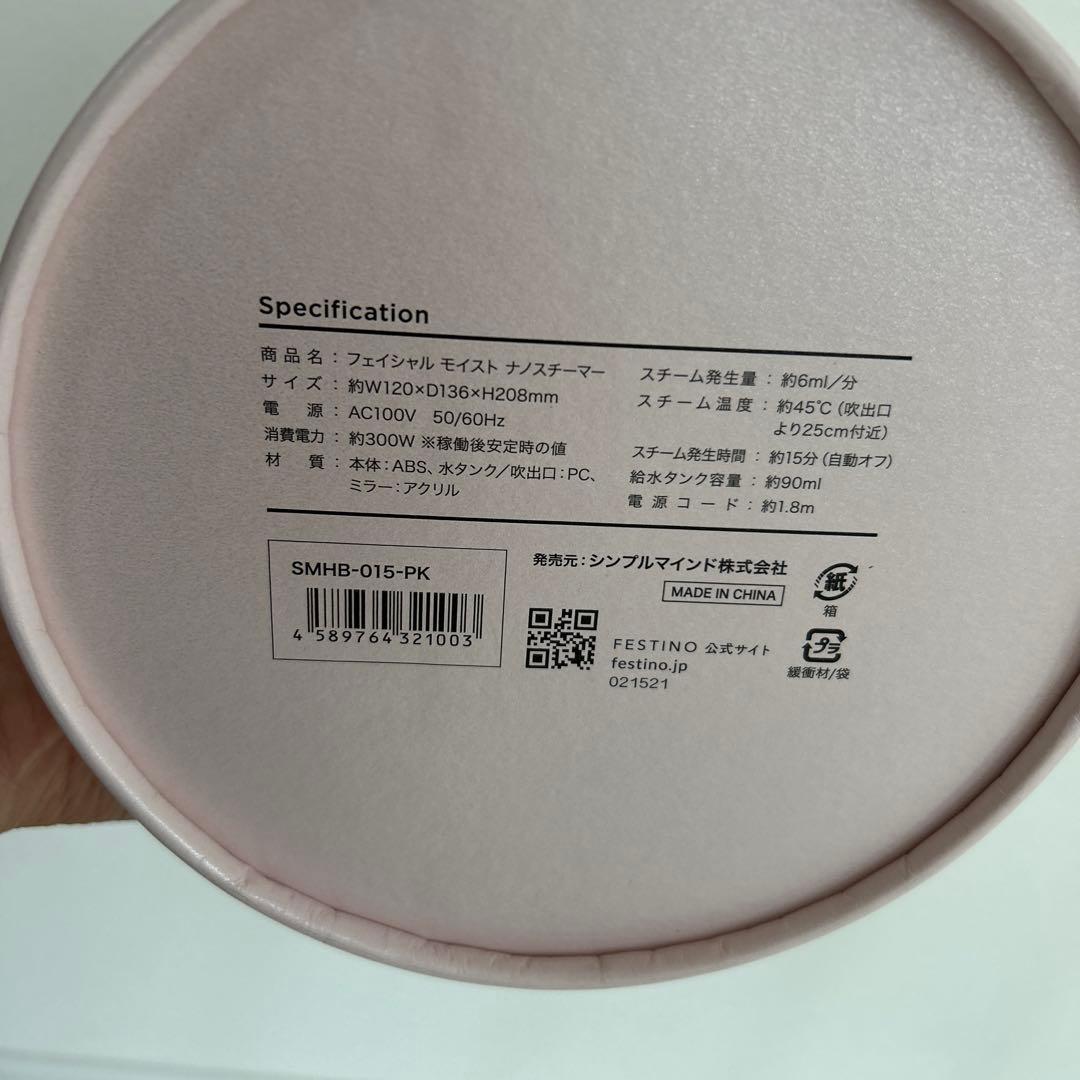 Specification
商品名：フェイシャル モイスト ナノスチーマー
サイズ：約W120×D136×H208mm
電源：AC100V 50/60Hz
消費電力：約300W ※稼働後安定時の値
材質：本体：ABS、水タンク／吹出口：PC、
ミラー：アクリル
スチーム発生量：約6ml／分
スチーム温度：約45℃（吹出口
より25cm付近）
スチーム発生時間：約15分（自動オフ）
給水タンク容量：約90ml
電源コード：約1.8m
SMHB-015-PK
4 589764 321003
発売元：シンプルマインド株式会社
MADE IN CHINA
FESTINO 公式サイト
festino.jp
021521
紙
箱
プラ
緩衝材/袋